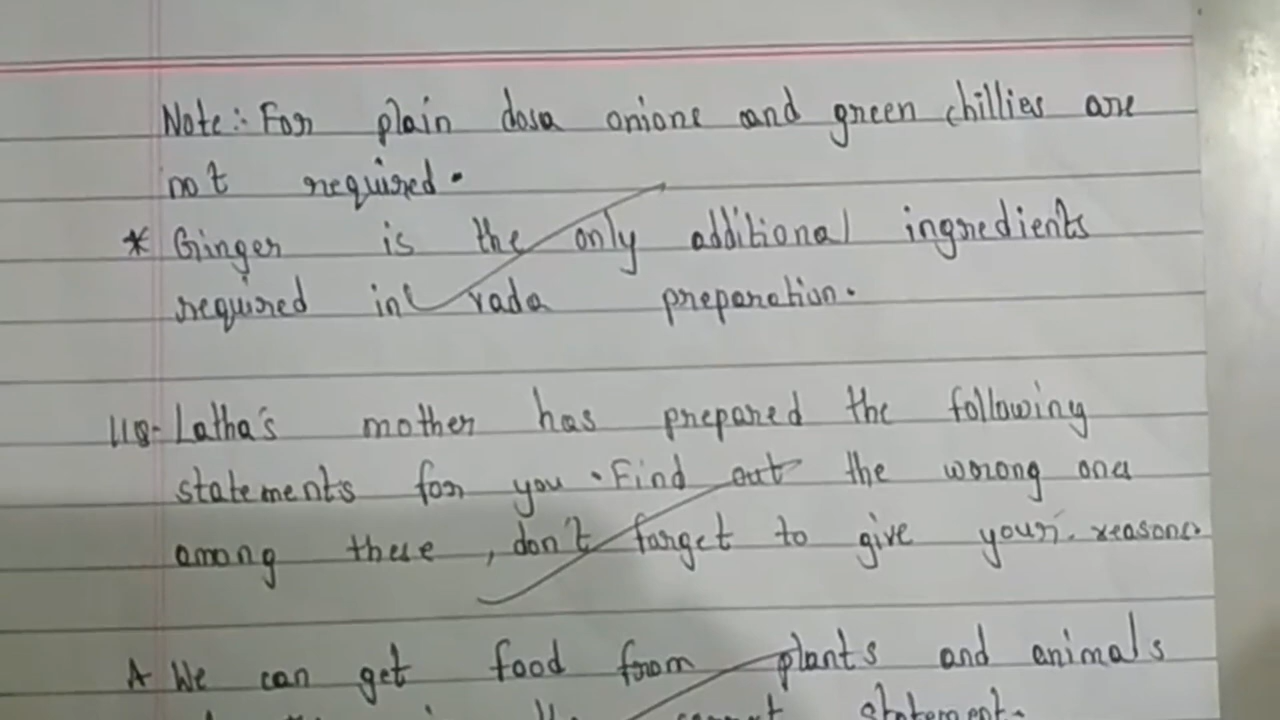 Note:- For plain dosa onions and green chillies are
not required.
* Ginger is the only additional ingredients
required in vada preparation.
118- Latha's mother has prepared the following
statements for you. Find out the wrong ones
among these, don't forget to give your reasons.
A We can get food from plants and animals
statement.